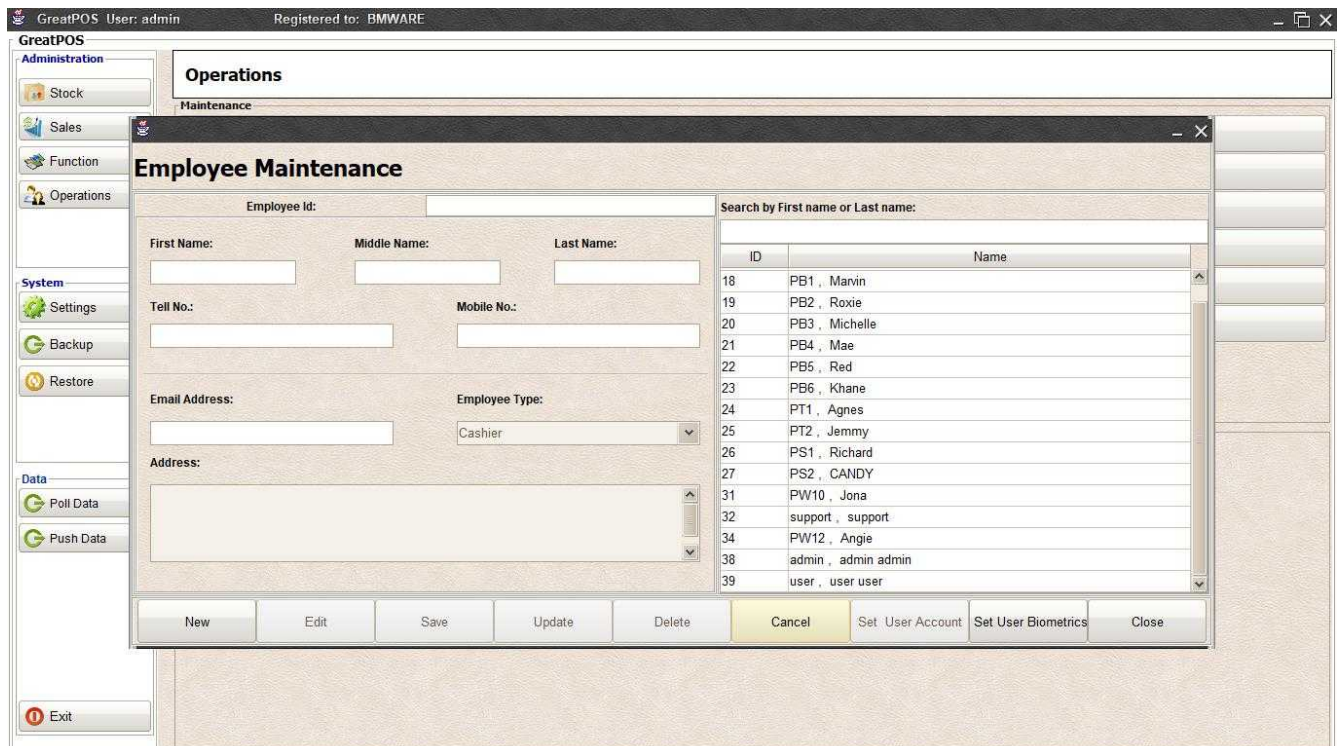 GreatPOS User: admin Registered to: BMWARE
GreatPOS
Administration
Stock
Sales
Function
Operations
System
Settings
Backup
Restore
Data
Poll Data
Push Data
Exit
Operations
Maintenance
Employee Maintenance
Employee Id:
First Name: Middle Name: Last Name:
Tell No.: Mobile No.:
Email Address: Employee Type:
Cashier
Address:
Search by First name or Last name:
ID Name
18 PB1 , Marvin
19 PB2 , Roxie
20 PB3 , Michelle
21 PB4 , Mae
22 PB5 , Red
23 PB6 , Khane
24 PT1 , Agnes
25 PT2 , Jemmy
26 PS1 , Richard
27 PS2 , CANDY
31 PW10 , Jona
32 support , support
34 PW12 , Angie
38 admin , admin admin
39 user , user user
New Edit Save Update Delete Cancel Set User Account Set User Biometrics Close